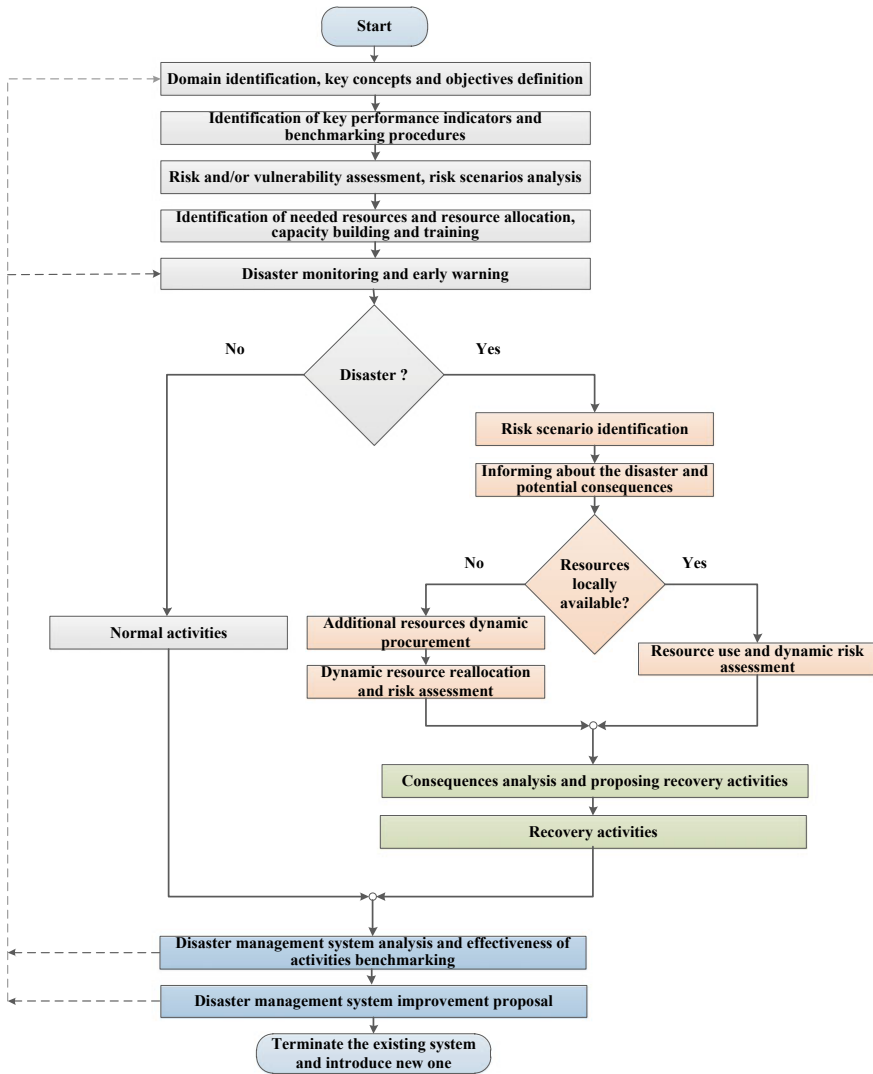 Start
Domain identification, key concepts and objectives definition
Identification of key performance indicators and
benchmarking procedures
Risk and/or vulnerability assessment, risk scenarios analysis
Identification of needed resources and resource allocation,
capacity building and training
Disaster monitoring and early warning
No
Yes
Disaster ?
Risk scenario identification
Informing about the disaster and
potential consequences
No
Yes
Resources
locally
available?
Normal activities
Additional resources dynamic
procurement
Resource use and dynamic risk
assessment
Dynamic resource reallocation
and risk assessment
Consequences analysis and proposing recovery activities
Recovery activities
Disaster management system analysis and effectiveness of
activities benchmarking
Disaster management system improvement proposal
Terminate the existing system
and introduce new one